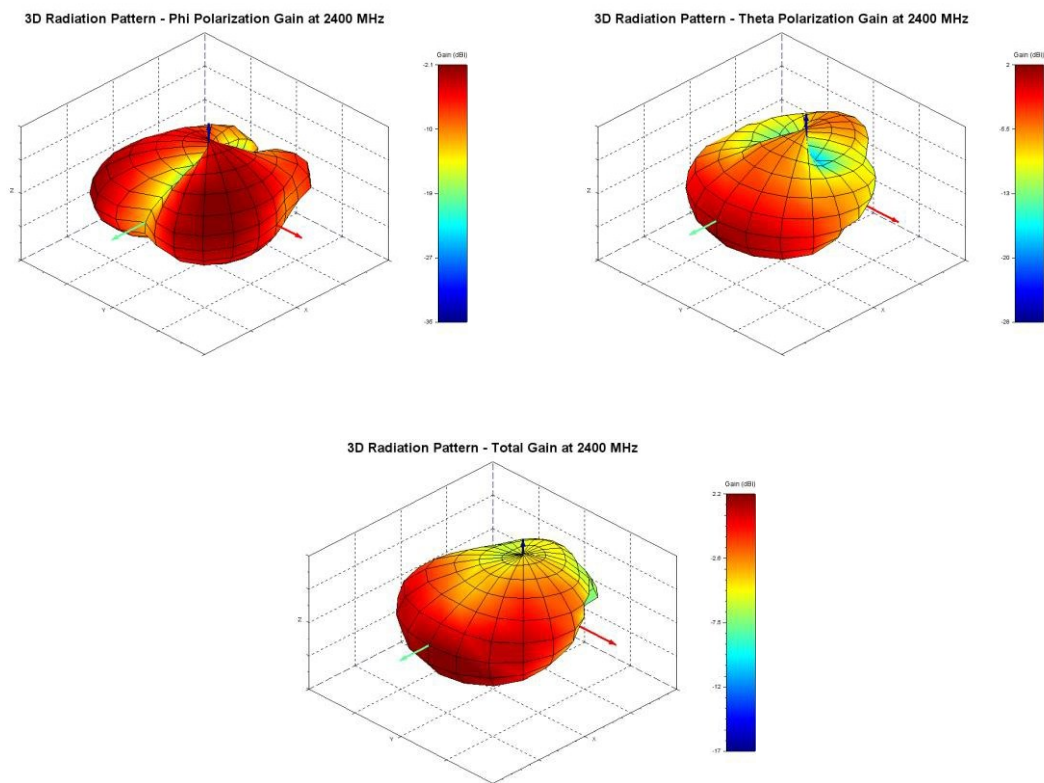 3D Radiation Pattern - Phi Polarization Gain at 2400 MHz
Gain (dBi)
-2.1
-10
-19
-27
-36
Z
Y
X
3D Radiation Pattern - Theta Polarization Gain at 2400 MHz
Gain (dBi)
2
-5.5
-13
-20
-28
Z
Y
X
3D Radiation Pattern - Total Gain at 2400 MHz
Gain (dBi)
2.2
-2.6
-7.5
-12
-17
Z
Y
X